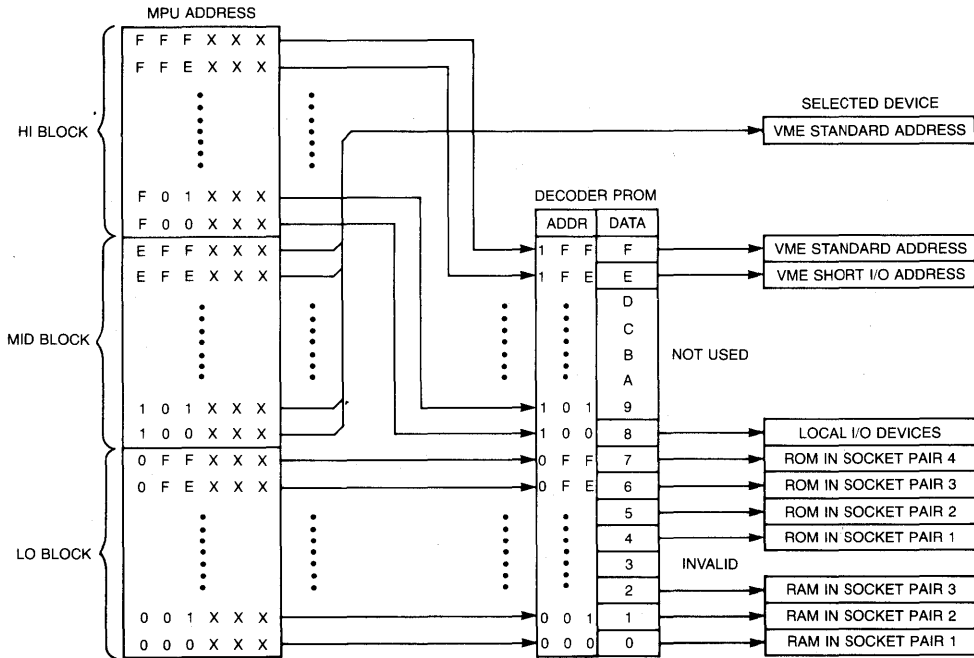 MPU ADDRESS
F F F X X X
F F E X X X
HI BLOCK
F 0 1 X X X
F 0 0 X X X
E F F X X X
E F E X X X
MID BLOCK
1 0 1 X X X
1 0 0 X X X
0 F F X X X
0 F E X X X
LO BLOCK
0 0 1 X X X
0 0 0 X X X
DECODER PROM
ADDR DATA
1 F F F
1 F E E
D
C
B
A
1 0 1 9
1 0 0 8
0 F F 7
0 F E 6
5
4
3
2
0 0 1 1
0 0 0 0
SELECTED DEVICE
VME STANDARD ADDRESS
VME STANDARD ADDRESS
VME SHORT I/O ADDRESS
NOT USED
LOCAL I/O DEVICES
ROM IN SOCKET PAIR 4
ROM IN SOCKET PAIR 3
ROM IN SOCKET PAIR 2
ROM IN SOCKET PAIR 1
INVALID
RAM IN SOCKET PAIR 3
RAM IN SOCKET PAIR 2
RAM IN SOCKET PAIR 1